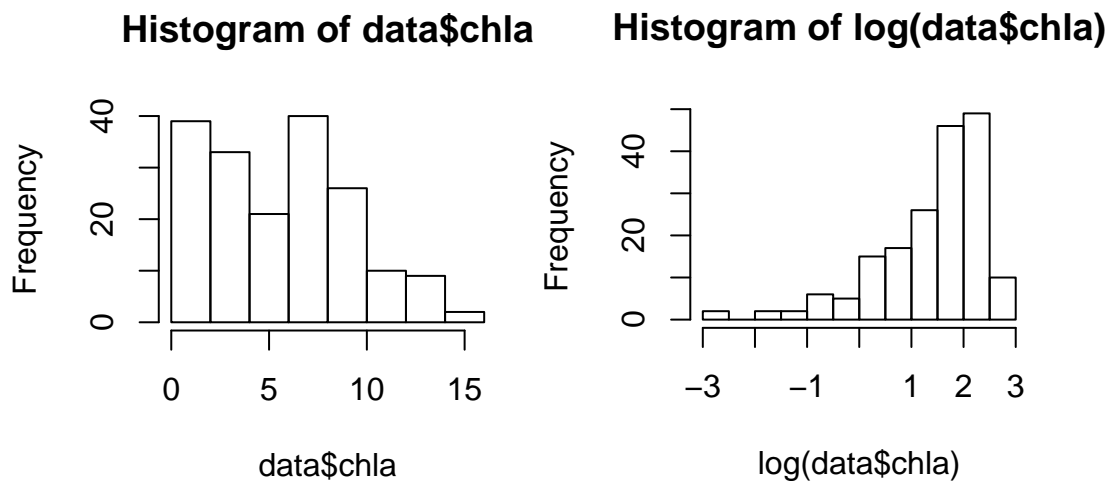 Histogram of data$chla
Frequency
0 20 40
0 5 10 15
data$chla
Histogram of log(data$chla)
Frequency
0 20 40
−3 −1 1 2 3
log(data$chla)